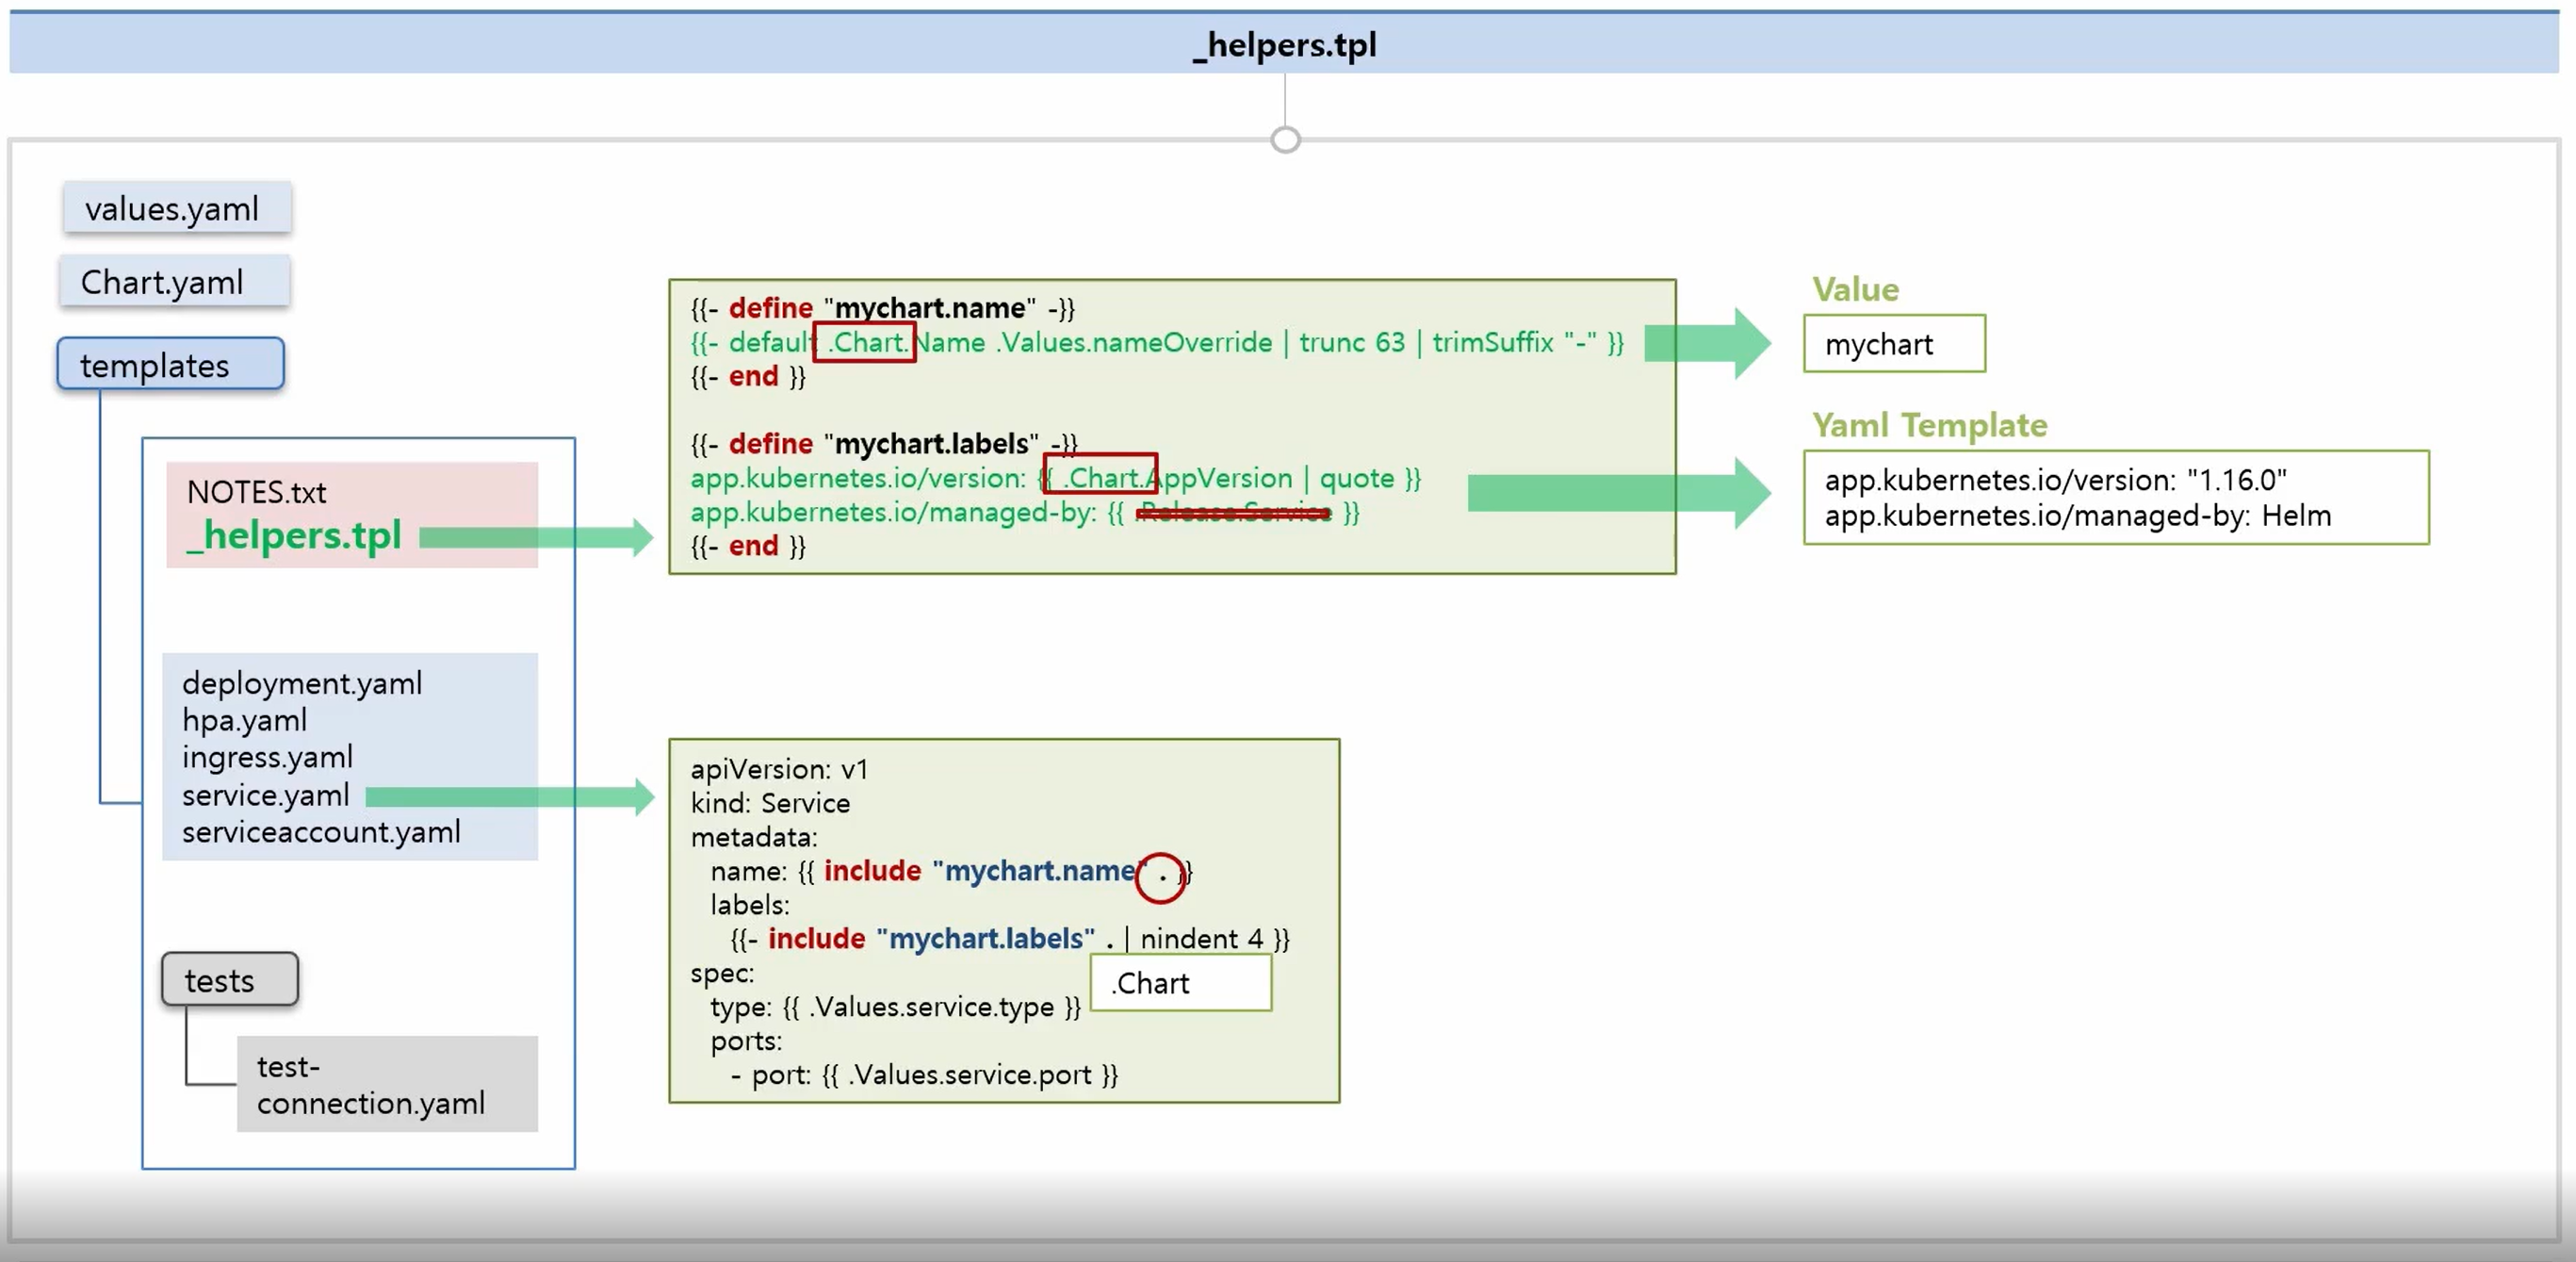 _helpers.tpl
values.yaml
Chart.yaml
templates
NOTES.txt
_helpers.tpl
deployment.yaml
hpa.yaml
ingress.yaml
service.yaml
serviceaccount.yaml
tests
test-
connection.yaml
{{- define "mychart.name" -}}
{{- default .Chart.Name .Values.nameOverride | trunc 63 | trimSuffix "-" }}
{{- end }}
{{- define "mychart.labels" -}}
app.kubernetes.io/version: {{ .Chart.AppVersion | quote }}
app.kubernetes.io/managed-by: {{ .Release.Service }}
{{- end }}
Value
mychart
Yaml Template
app.kubernetes.io/version: "1.16.0"
app.kubernetes.io/managed-by: Helm
apiVersion: v1
kind: Service
metadata:
name: {{ include "mychart.name" . }}
labels:
{{- include "mychart.labels" . | nindent 4 }}
spec:
.Chart
type: {{ .Values.service.type }}
ports:
- port: {{ .Values.service.port }}